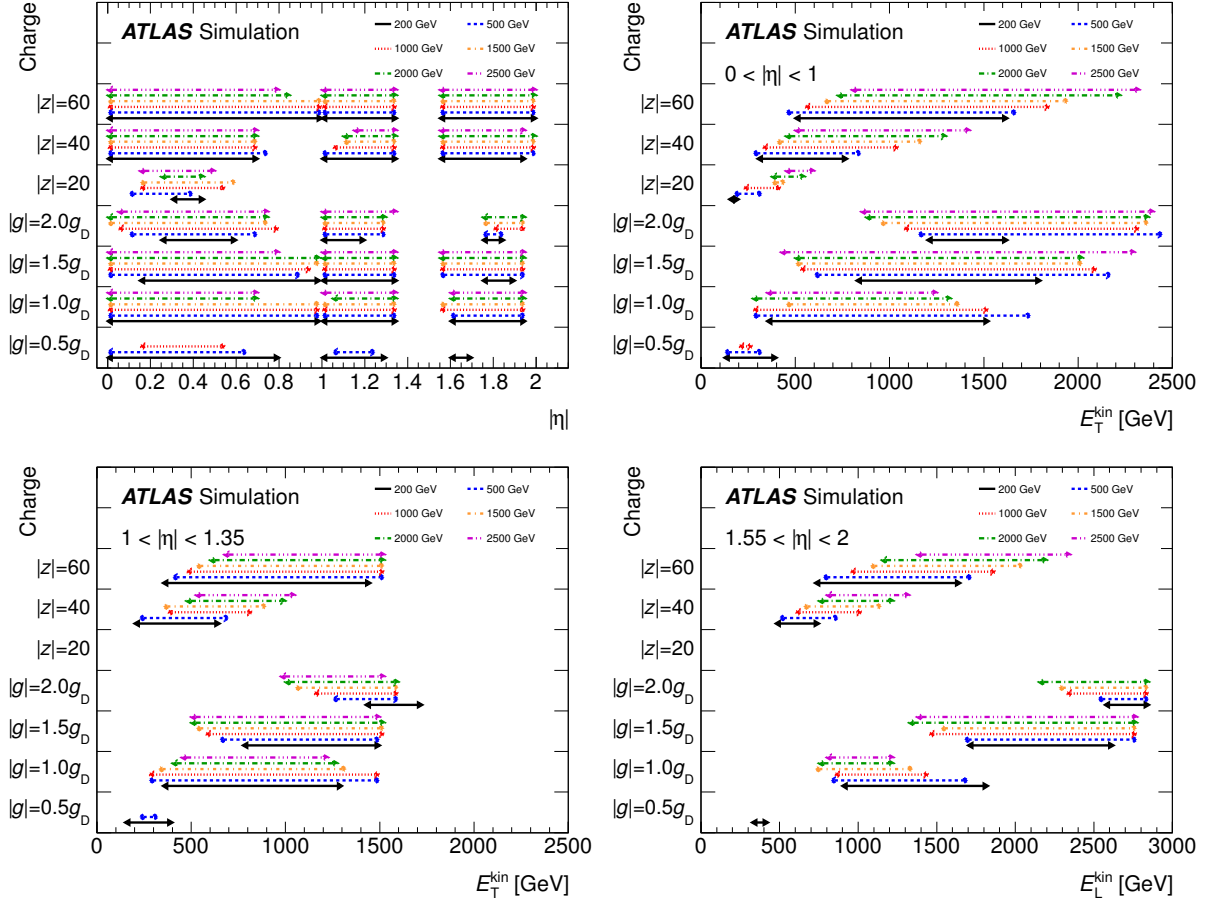 Charge
ATLAS Simulation
200 GeV 500 GeV
1000 GeV 1500 GeV
2000 GeV 2500 GeV
|z|=60
|z|=40
|z|=20
|g|=2.0g_D
|g|=1.5g_D
|g|=1.0g_D
|g|=0.5g_D
0 0.2 0.4 0.6 0.8 1 1.2 1.4 1.6 1.8 2
|η|
Charge
ATLAS Simulation
200 GeV 500 GeV
1000 GeV 1500 GeV
2000 GeV 2500 GeV
0 < |η| < 1
|z|=60
|z|=40
|z|=20
|g|=2.0g_D
|g|=1.5g_D
|g|=1.0g_D
|g|=0.5g_D
0 500 1000 1500 2000 2500
E_T^kin [GeV]
Charge
ATLAS Simulation
200 GeV 500 GeV
1000 GeV 1500 GeV
2000 GeV 2500 GeV
1 < |η| < 1.35
|z|=60
|z|=40
|z|=20
|g|=2.0g_D
|g|=1.5g_D
|g|=1.0g_D
|g|=0.5g_D
0 500 1000 1500 2000 2500
E_T^kin [GeV]
Charge
ATLAS Simulation
200 GeV 500 GeV
1000 GeV 1500 GeV
2000 GeV 2500 GeV
1.55 < |η| < 2
|z|=60
|z|=40
|z|=20
|g|=2.0g_D
|g|=1.5g_D
|g|=1.0g_D
|g|=0.5g_D
0 500 1000 1500 2000 2500 3000
E_L^kin [GeV]